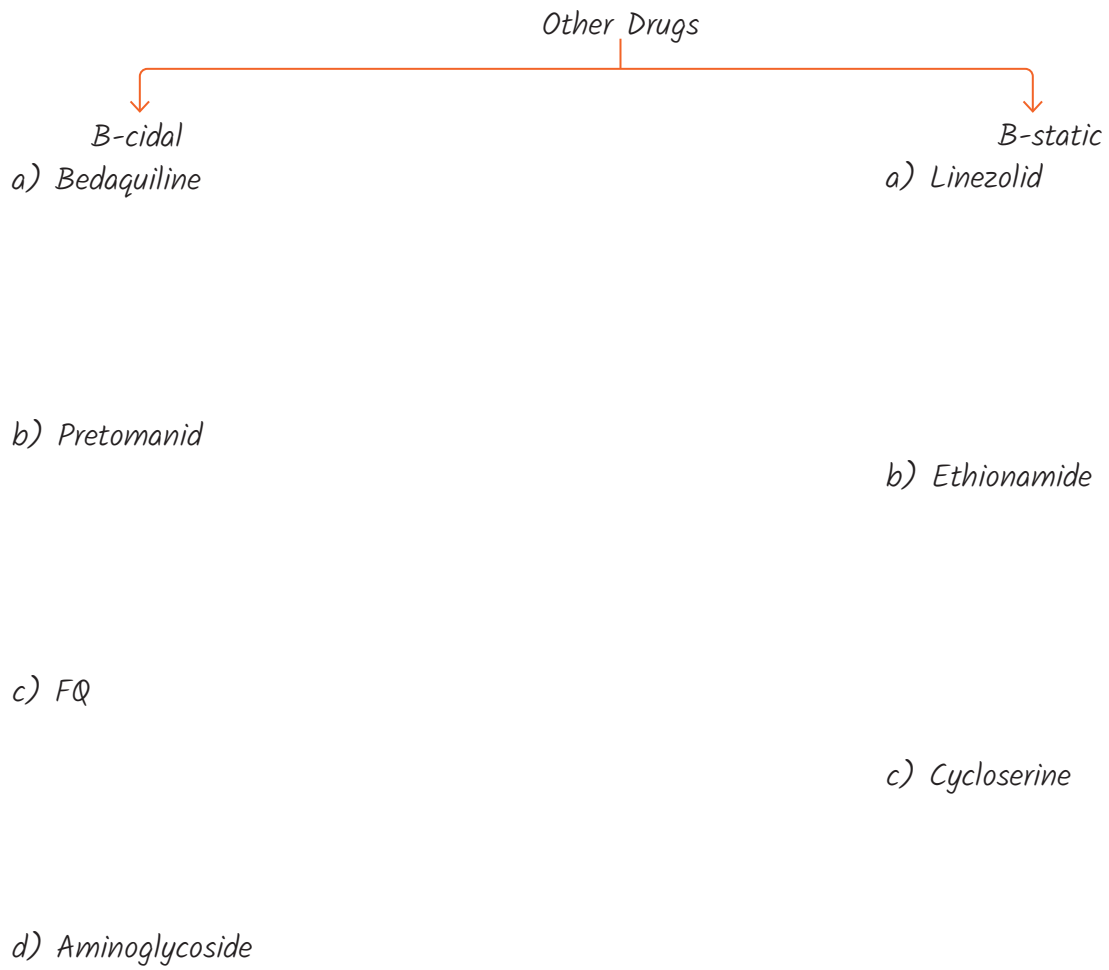 Other Drugs
B-cidal
a) Bedaquiline
b) Pretomanid
c) FQ
d) Aminoglycoside
B-static
a) Linezolid
b) Ethionamide
c) Cycloserine